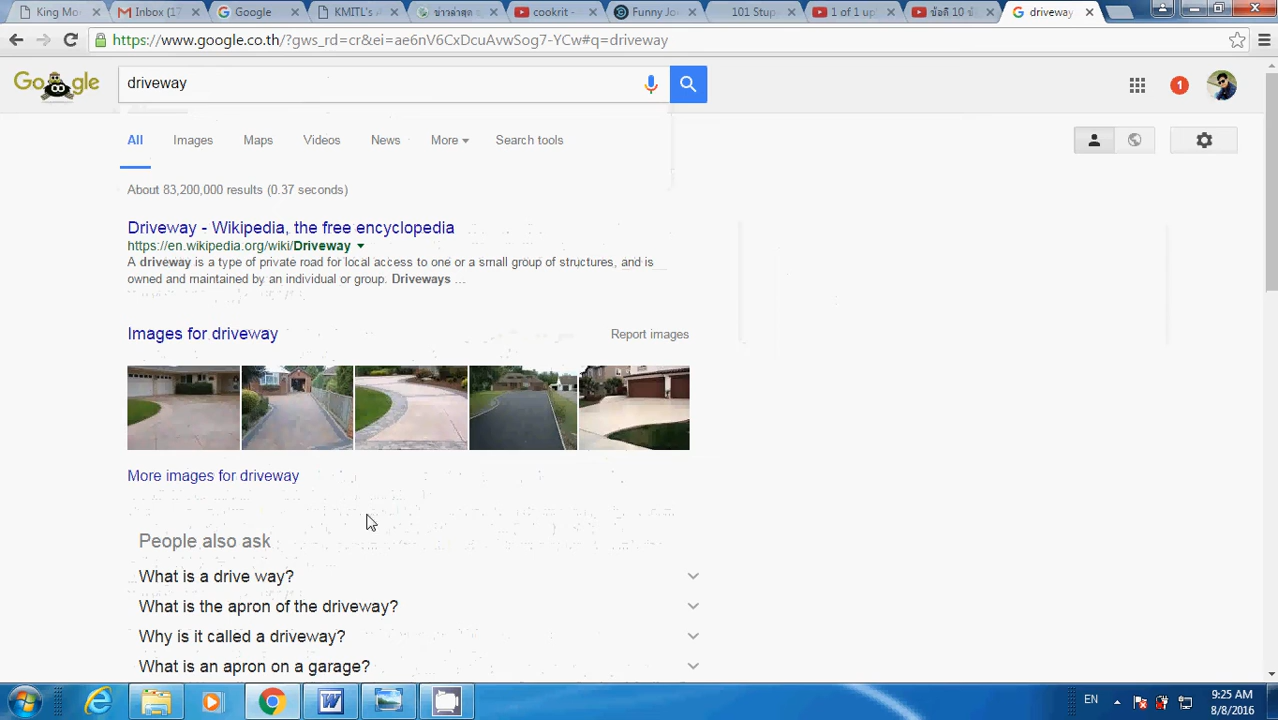 King Mon
Inbox (17
Google
KMITL's A
ข่าวล่าสุด
cookrit -
Funny Jo
101 Stup
1 of 1 up
ข้อดี 10 ข้
driveway
https://www.google.co.th/?gws_rd=cr&ei=ae6nV6CxDcuAvwSog7-YCw#q=driveway
Google
driveway
1
All Images Maps Videos News More Search tools
About 83,200,000 results (0.37 seconds)
Driveway - Wikipedia, the free encyclopedia
https://en.wikipedia.org/wiki/Driveway
A driveway is a type of private road for local access to one or a small group of structures, and is
owned and maintained by an individual or group. Driveways ...
Images for driveway
Report images
More images for driveway
People also ask
What is a drive way?
What is the apron of the driveway?
Why is it called a driveway?
What is an apron on a garage?
EN
9:25 AM
8/8/2016